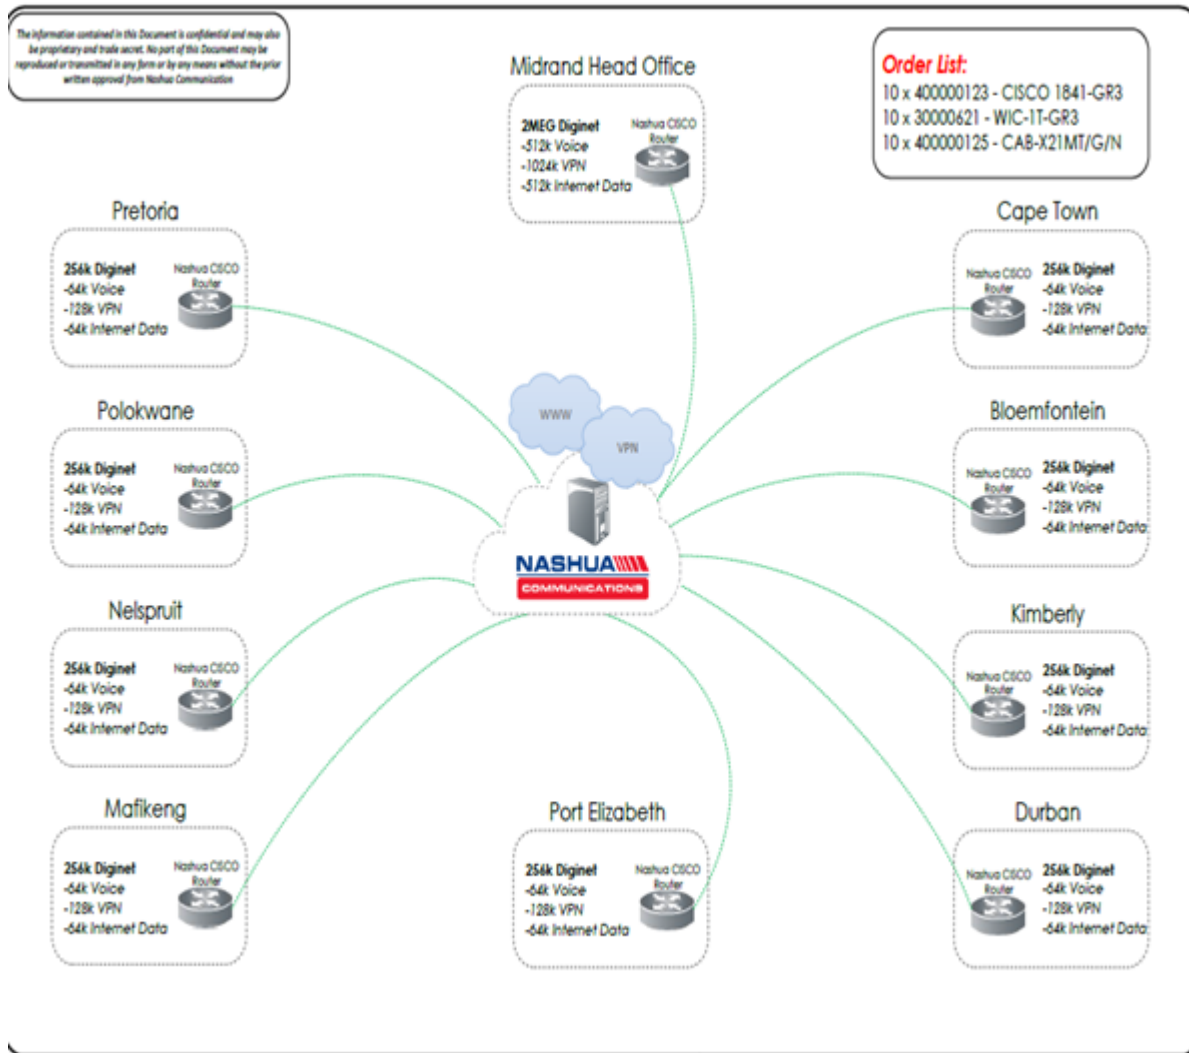 The information contained in this Document is confidential and may also
be proprietary and trade secret. No part of this Document may be
reproduced or transmitted in any form or by any means without the prior
written approval from Nashua Communication
Midrand Head Office
2MEG Diginet
-512k Voice
-1024k VPN
-512k Internet Data
Nashua CISCO
Router
Order List:
10 x 400000123 - CISCO 1841-GR3
10 x 30000621 - WIC-1T-GR3
10 x 400000125 - CAB-X21MT/G/N
Pretoria
256k Diginet
-64k Voice
-128k VPN
-64k Internet Data
Nashua CISCO
Router
Cape Town
Nashua CISCO
Router
256k Diginet
-64k Voice
-128k VPN
-64k Internet Data
Polokwane
256k Diginet
-64k Voice
-128k VPN
-64k Internet Data
Nashua CISCO
Router
WWW
VPN
Bloemfontein
Nashua CISCO
Router
256k Diginet
-64k Voice
-128k VPN
-64k Internet Data
NASHUA
COMMUNICATIONS
Nelspruit
256k Diginet
-64k Voice
-128k VPN
-64k Internet Data
Nashua CISCO
Router
Kimberly
Nashua CISCO
Router
256k Diginet
-64k Voice
-128k VPN
-64k Internet Data
Mafikeng
256k Diginet
-64k Voice
-128k VPN
-64k Internet Data
Nashua CISCO
Router
Port Elizabeth
256k Diginet
-64k Voice
-128k VPN
-64k Internet Data
Nashua CISCO
Router
Durban
Nashua CISCO
Router
256k Diginet
-64k Voice
-128k VPN
-64k Internet Data